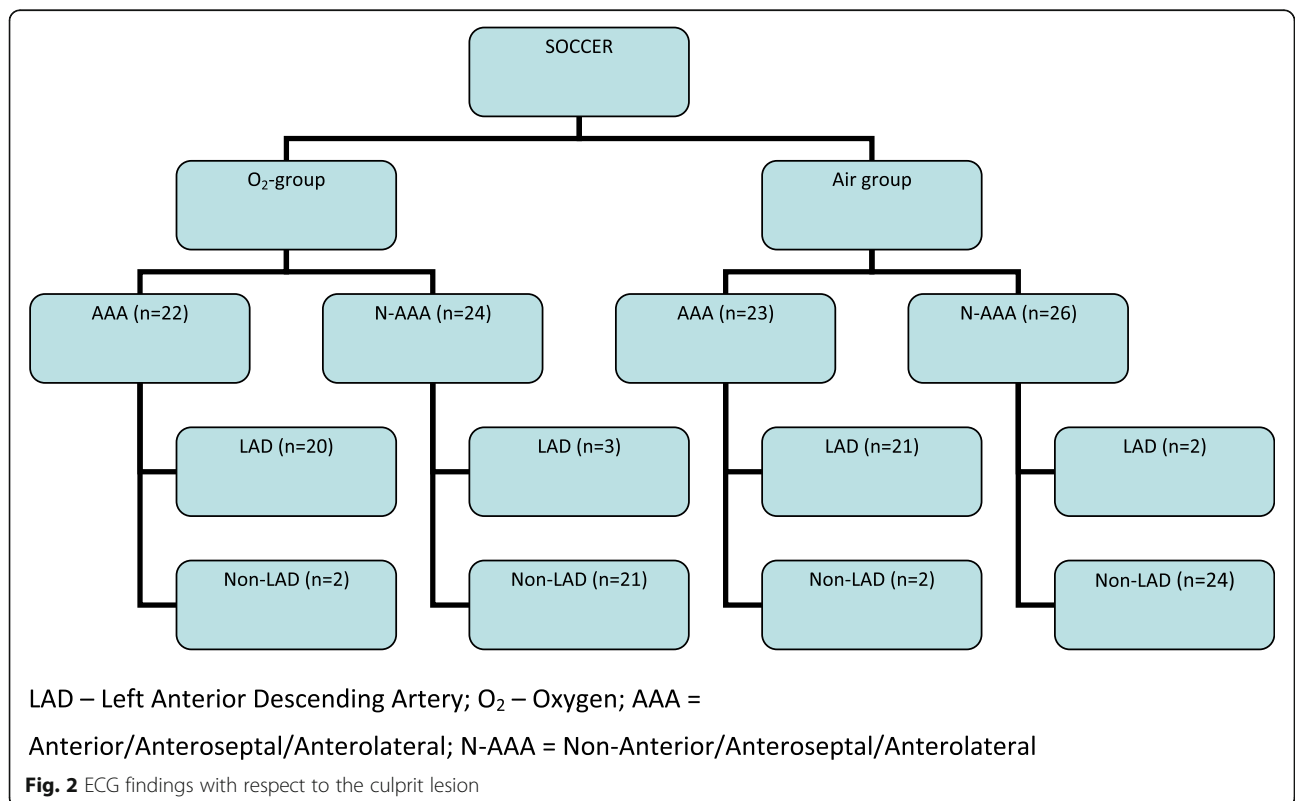 SOCCER
O₂-group
Air group
AAA (n=22)
N-AAA (n=24)
AAA (n=23)
N-AAA (n=26)
LAD (n=20)
LAD (n=3)
LAD (n=21)
LAD (n=2)
Non-LAD (n=2)
Non-LAD (n=21)
Non-LAD (n=2)
Non-LAD (n=24)
LAD – Left Anterior Descending Artery; O₂ – Oxygen; AAA =
Anterior/Anteroseptal/Anterolateral; N-AAA = Non-Anterior/Anteroseptal/Anterolateral
Fig. 2 ECG findings with respect to the culprit lesion